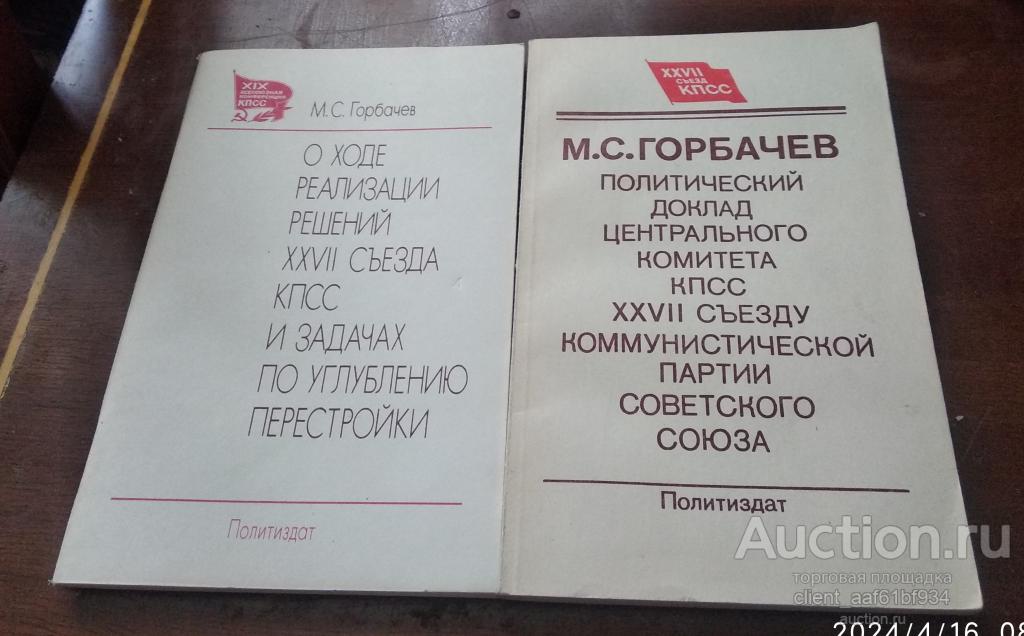 XIX
ВСЕСОЮЗНАЯ
КОНФЕРЕНЦИЯ
КПСС
М.С. Горбачев
О ХОДЕ
РЕАЛИЗАЦИИ
РЕШЕНИЙ
XXVII СЪЕЗДА
КПСС
И ЗАДАЧАХ
ПО УГЛУБЛЕНИЮ
ПЕРЕСТРОЙКИ
Политиздат
XXVII
СЪЕЗД
КПСС
М.С.ГОРБАЧЕВ
ПОЛИТИЧЕСКИЙ
ДОКЛАД
ЦЕНТРАЛЬНОГО
КОМИТЕТА
КПСС
XXVII СЪЕЗДУ
КОММУНИСТИЧЕСКОЙ
ПАРТИИ
СОВЕТСКОГО
СОЮЗА
Политиздат
Auction.ru
торговая площадка
client_aaf61bf934
auction.ru
2024/4/16